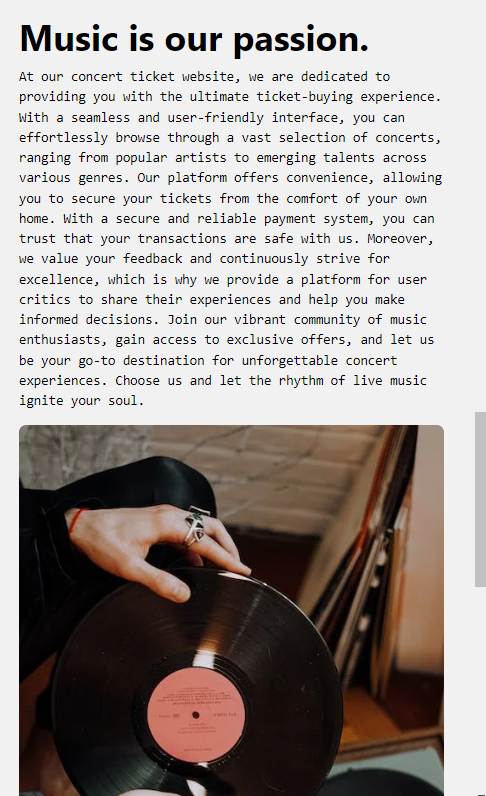 Music is our passion.
At our concert ticket website, we are dedicated to
providing you with the ultimate ticket-buying experience.
With a seamless and user-friendly interface, you can
effortlessly browse through a vast selection of concerts,
ranging from popular artists to emerging talents across
various genres. Our platform offers convenience, allowing
you to secure your tickets from the comfort of your own
home. With a secure and reliable payment system, you can
trust that your transactions are safe with us. Moreover,
we value your feedback and continuously strive for
excellence, which is why we provide a platform for user
critics to share their experiences and help you make
informed decisions. Join our vibrant community of music
enthusiasts, gain access to exclusive offers, and let us
be your go-to destination for unforgettable concert
experiences. Choose us and let the rhythm of live music
ignite your soul.